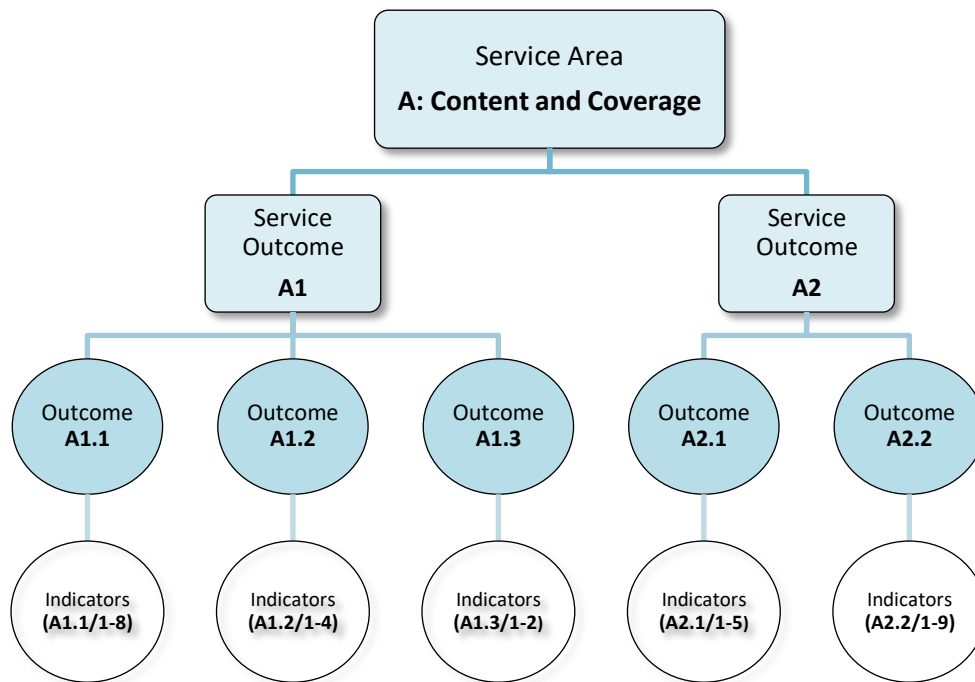 Service Area
A: Content and Coverage
Service
Outcome
A1
Service
Outcome
A2
Outcome
A1.1
Outcome
A1.2
Outcome
A1.3
Outcome
A2.1
Outcome
A2.2
Indicators
(A1.1/1-8)
Indicators
(A1.2/1-4)
Indicators
(A1.3/1-2)
Indicators
(A2.1/1-5)
Indicators
(A2.2/1-9)